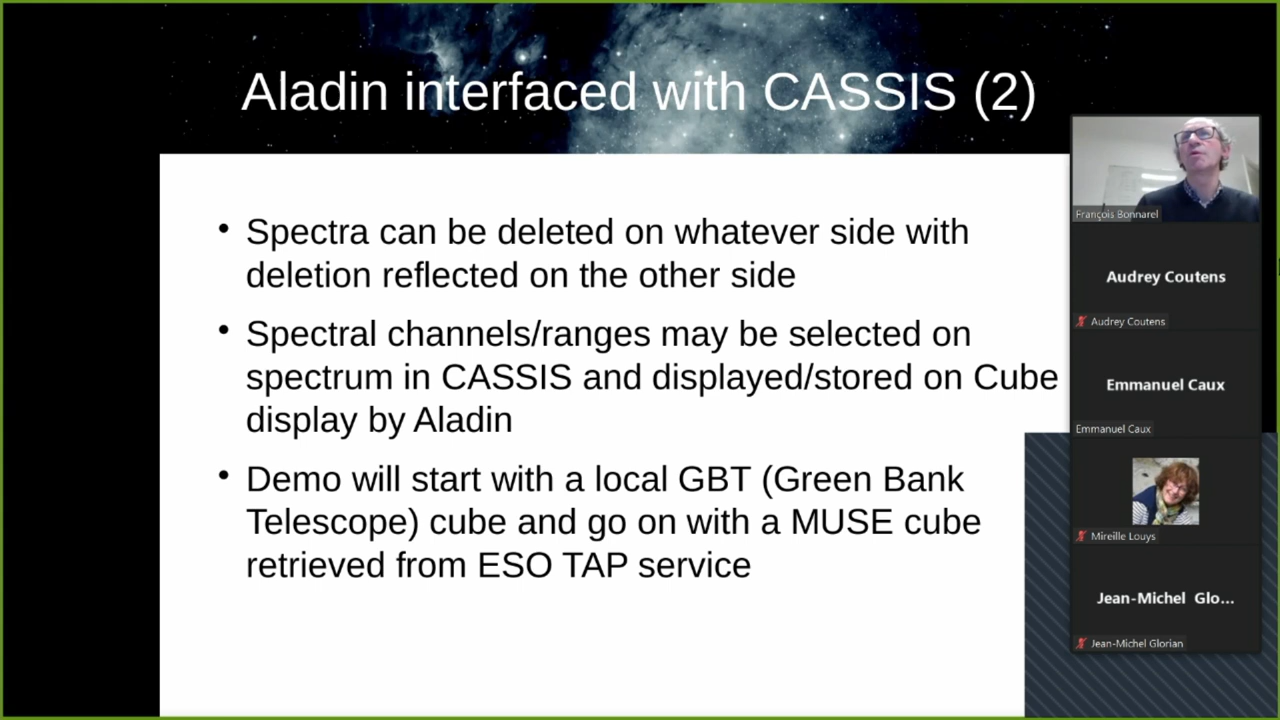 Aladin interfaced with CASSIS (2)
• Spectra can be deleted on whatever side with
deletion reflected on the other side
• Spectral channels/ranges may be selected on
spectrum in CASSIS and displayed/stored on Cube
display by Aladin
• Demo will start with a local GBT (Green Bank
Telescope) cube and go on with a MUSE cube
retrieved from ESO TAP service
François Bonnarel
Audrey Coutens
Audrey Coutens
Emmanuel Caux
Emmanuel Caux
Mireille Louys
Jean-Michel Glo...
Jean-Michel Glorian